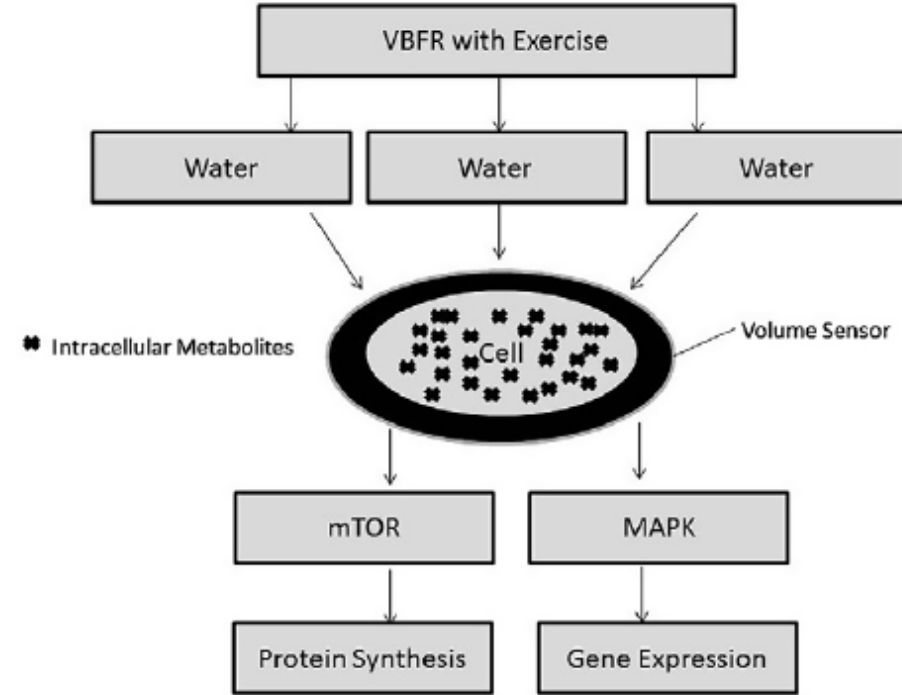 VBFR with Exercise
Water
Water
Water
Intracellular Metabolites
Cell
Volume Sensor
mTOR
MAPK
Protein Synthesis
Gene Expression